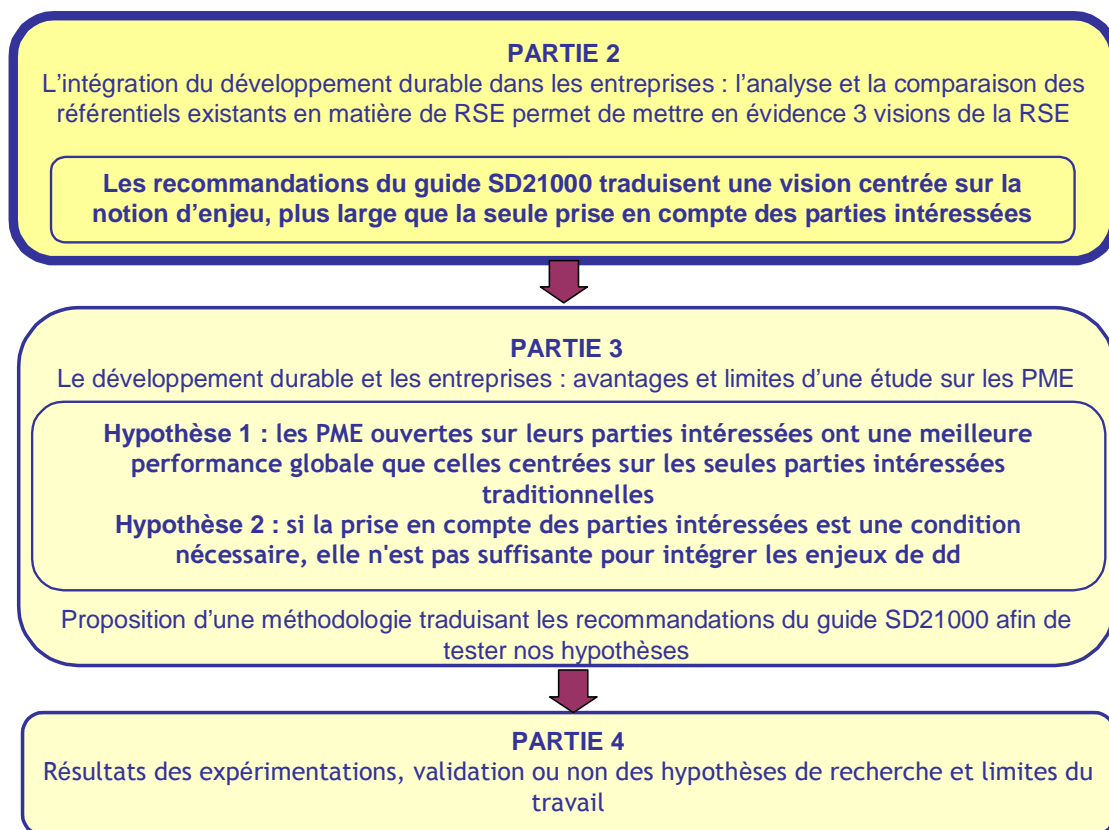 PARTIE 2
L'intégration du développement durable dans les entreprises : l'analyse et la comparaison des
référentiels existants en matière de RSE permet de mettre en évidence 3 visions de la RSE
Les recommandations du guide SD21000 traduisent une vision centrée sur la
notion d'enjeu, plus large que la seule prise en compte des parties intéressées
PARTIE 3
Le développement durable et les entreprises : avantages et limites d'une étude sur les PME
Hypothèse 1 : les PME ouvertes sur leurs parties intéressées ont une meilleure
performance globale que celles centrées sur les seules parties intéressées
traditionnelles
Hypothèse 2 : si la prise en compte des parties intéressées est une condition
nécessaire, elle n'est pas suffisante pour intégrer les enjeux de dd
Proposition d'une méthodologie traduisant les recommandations du guide SD21000 afin de
tester nos hypothèses
PARTIE 4
Résultats des expérimentations, validation ou non des hypothèses de recherche et limites du
travail